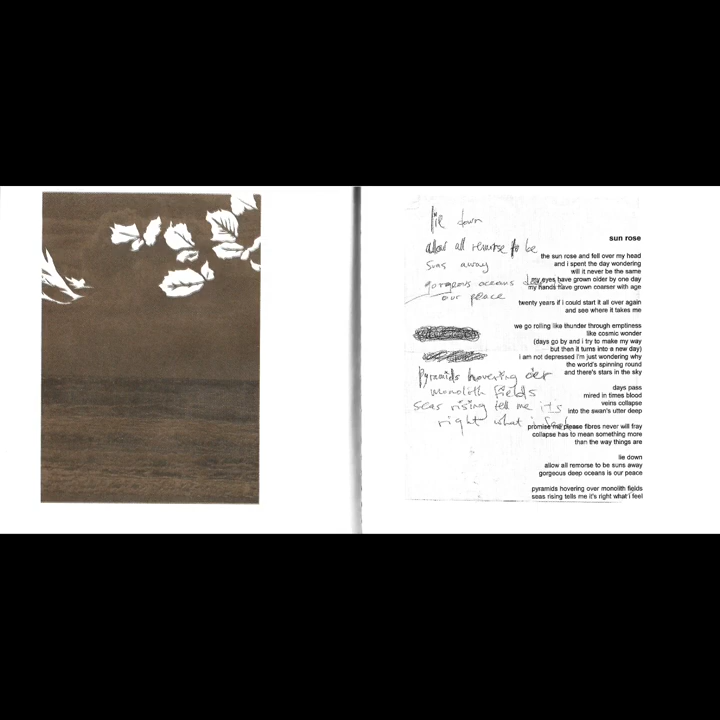 lie down
allow all remorse to be
suns away
gorgeous oceans
our peace
pyramids hovering over
monolith fields
seas rising tell me its
right what i feel
sun rose
the sun rose and fell over my head
and i spent the day wondering
will it never be the same
my eyes have grown older by one day
my hands have grown coarser with age
twenty years if i could start it all over again
and see where it takes me
we go rolling like thunder through emptiness
like cosmic wonder
(days go by and i try to make my way
but then it turns into a new day)
i am not depressed i'm just wondering why
the world's spinning round
and there's stars in the sky
days pass
mired in times blood
veins collapse
into the swan's utter deep
promise me please fibres never will fray
collapse has to mean something more
than the way things are
lie down
allow all remorse to be suns away
gorgeous deep oceans is our peace
pyramids hovering over monolith fields
seas rising tells me it's right what i feel